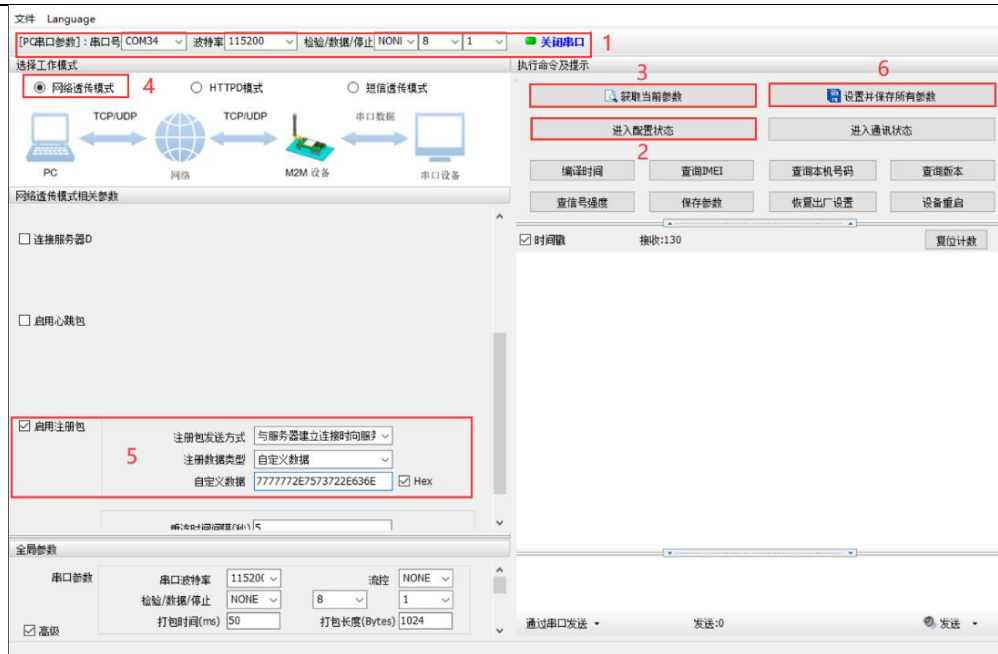 文件 Language
[PC串口参数]：串口号 COM34 波特率 115200 检验/数据/停止 NONI 8 1 关闭串口 1
选择工作模式
网络透传模式 4 HTTPD模式 短信透传模式
TCP/UDP TCP/UDP 串口数据
PC 网络 M2M 设备 串口设备
网络透传模式相关参数
连接服务器D
启用心跳包
启用注册包
5
注册包发送方式 与服务器建立连接时向服
注册数据类型 自定义数据
自定义数据 7777772E7573722E636E Hex
5
全局参数
串口参数 串口波特率 11520( 流控 NONE
检验/数据/停止 NONE 8 1
高级 打包时间(ms) 50 打包长度(Bytes) 1024
执行命令及提示
3 6
获取当前参数 设置并保存所有参数
进入配置状态 进入通讯状态
2
编译时间 查询IMEI 查询本机号码 查询版本
查信号强度 保存参数 恢复出厂设置 设备重启
时间戳 接收:130 复位计数
通过串口发送 发送:0 发送